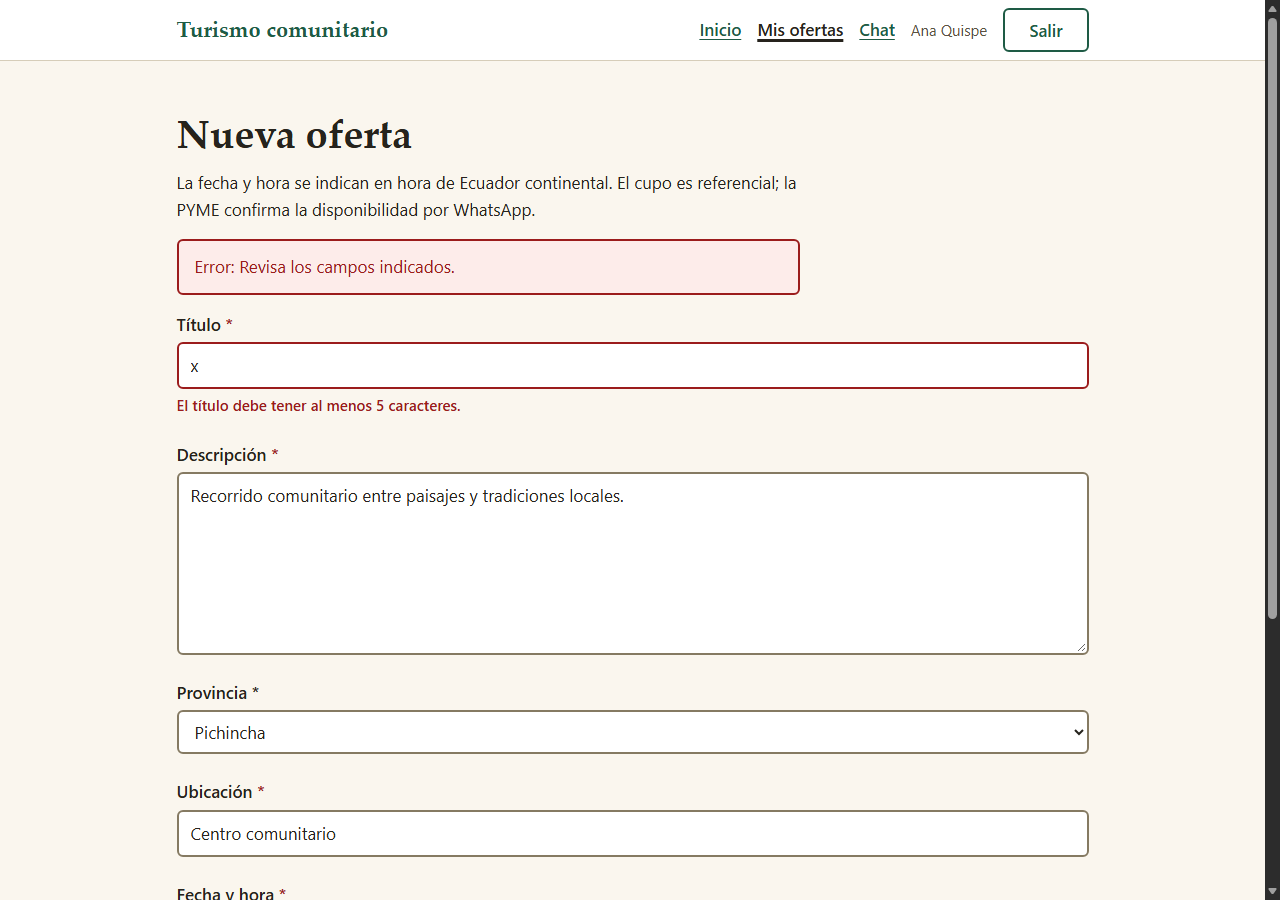 Turismo comunitario
Inicio Mis ofertas Chat Ana Quispe Salir
Nueva oferta
La fecha y hora se indican en hora de Ecuador continental. El cupo es referencial; la
PYME confirma la disponibilidad por WhatsApp.
Error: Revisa los campos indicados.
Título *
x
El título debe tener al menos 5 caracteres.
Descripción *
Recorrido comunitario entre paisajes y tradiciones locales.
Provincia *
Pichincha
Ubicación *
Centro comunitario
Fecha y hora *